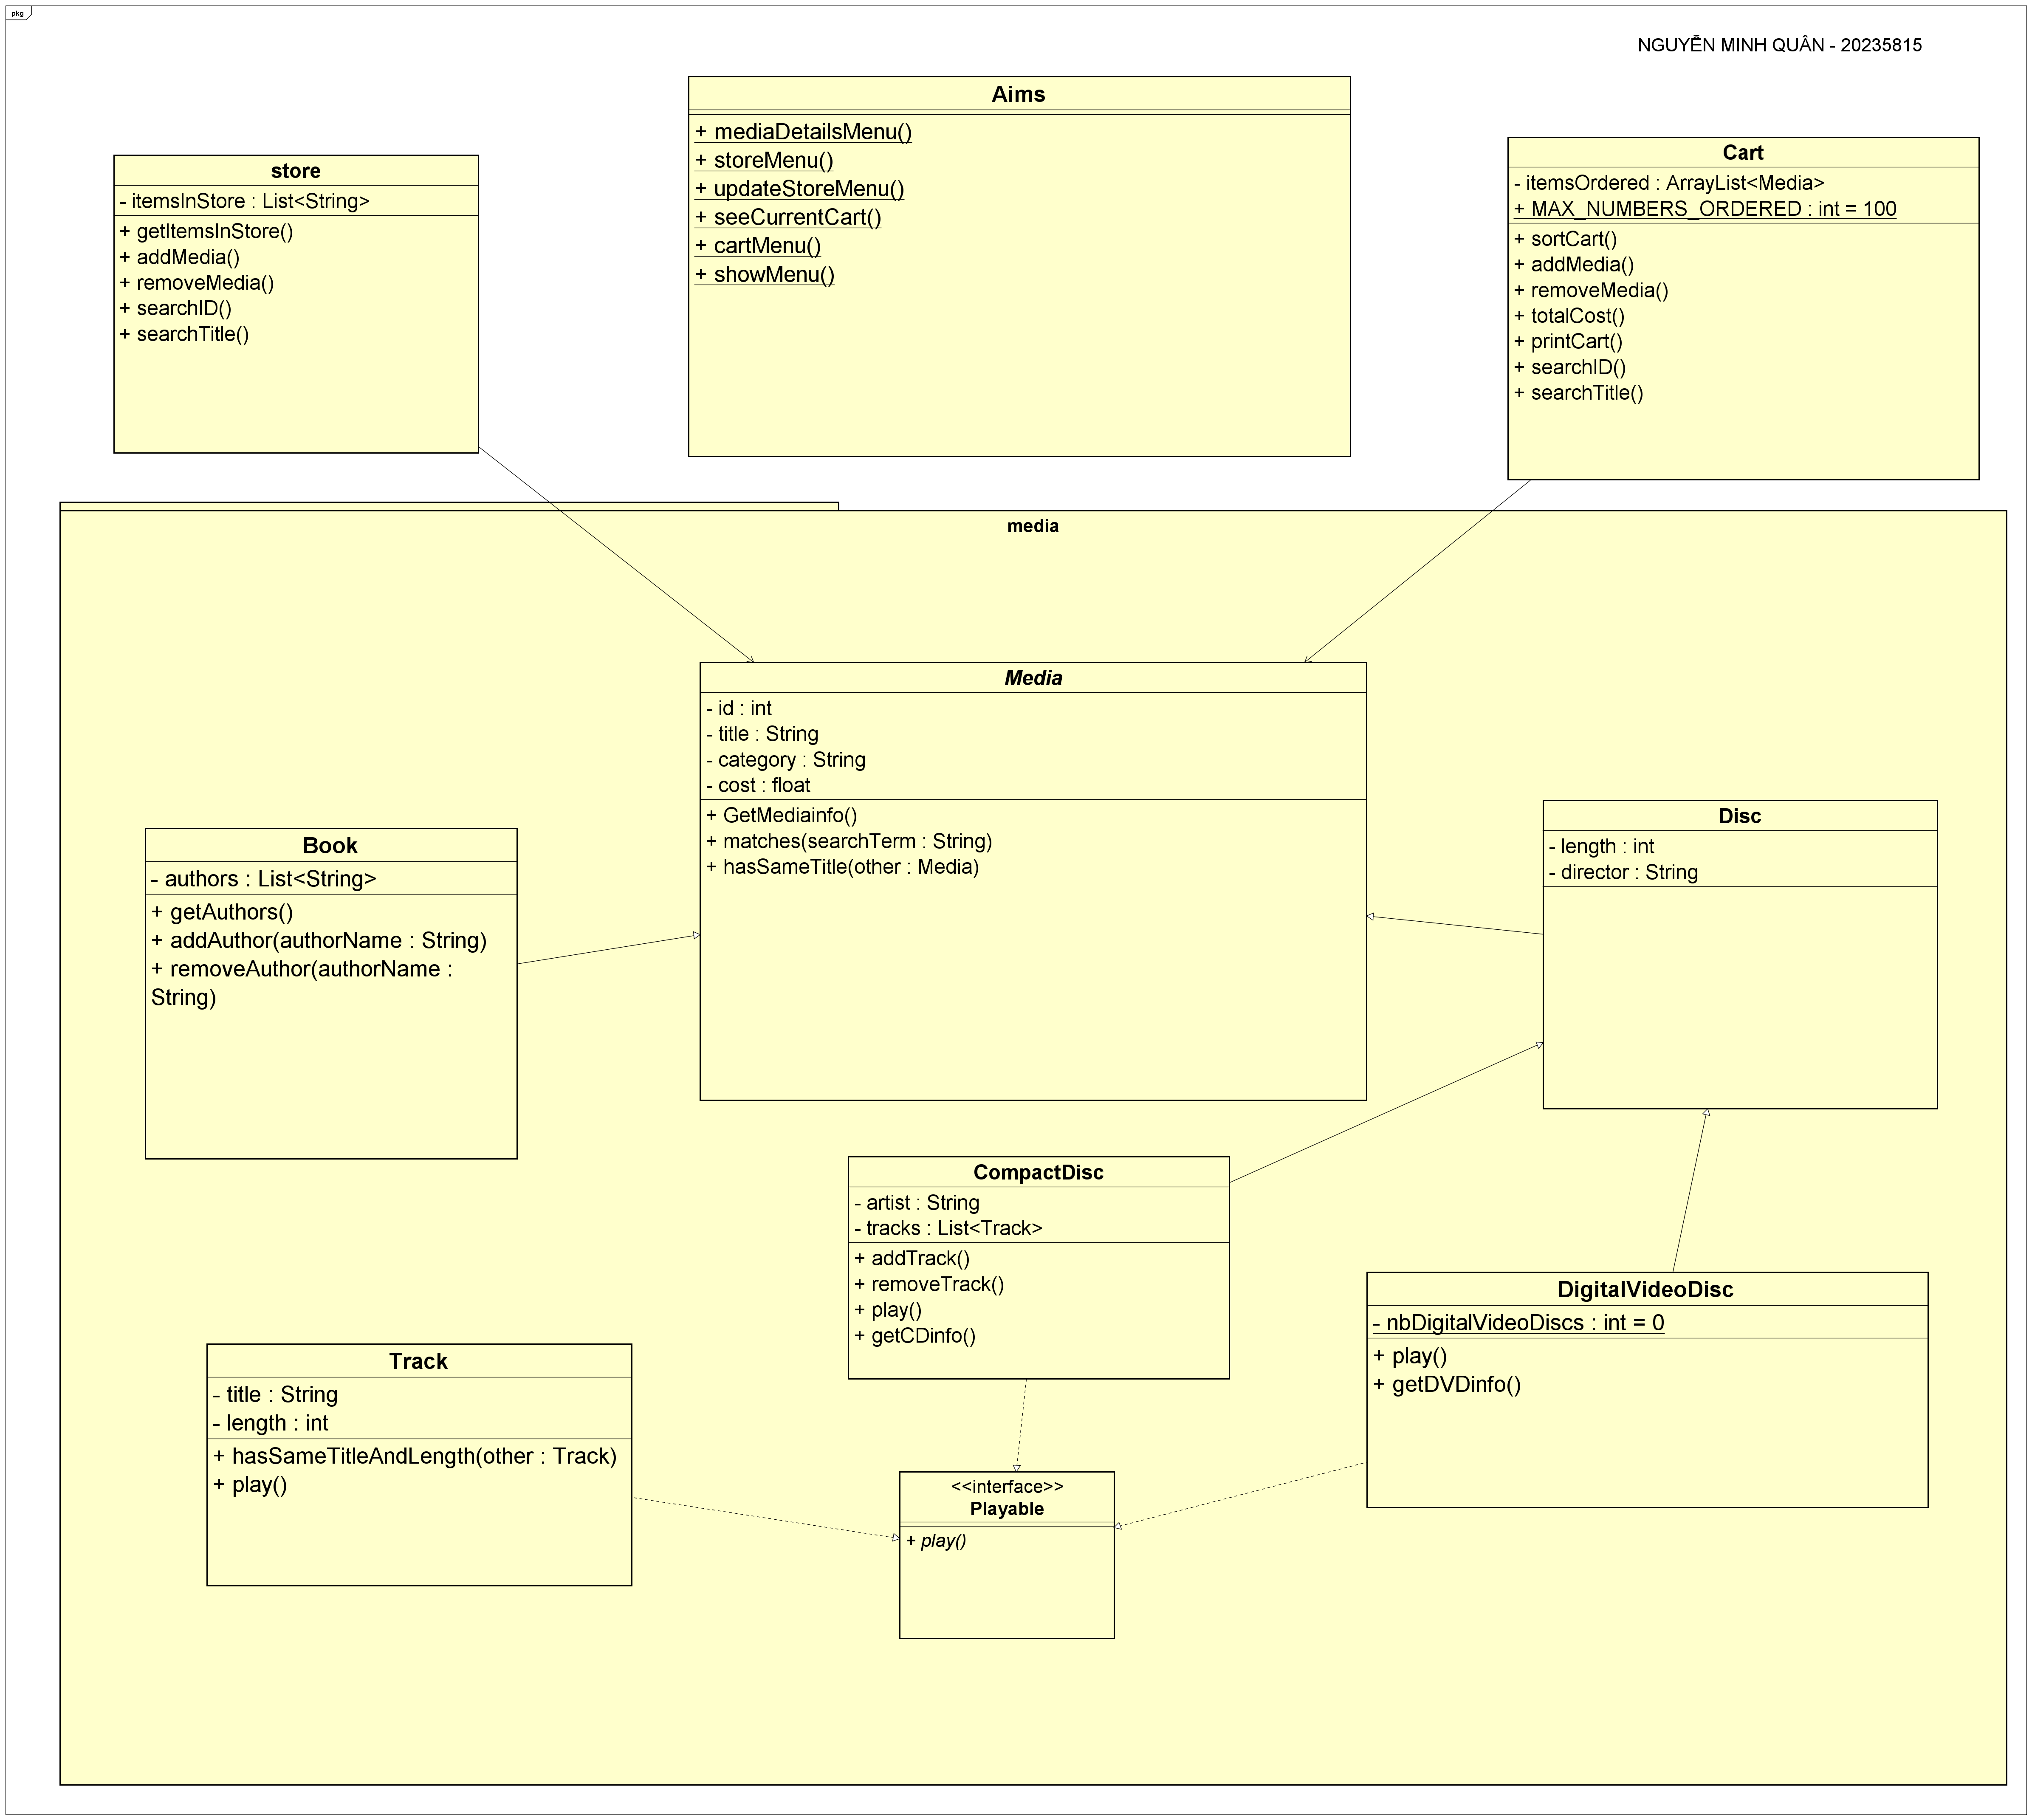 pkg
NGUYỄN MINH QUÂN - 20235815
Aims
+ mediaDetailsMenu()
+ storeMenu()
+ updateStoreMenu()
+ seeCurrentCart()
+ cartMenu()
+ showMenu()
store
- itemsInStore : List<String>
+ getItemsInStore()
+ addMedia()
+ removeMedia()
+ searchID()
+ searchTitle()
Cart
- itemsOrdered : ArrayList<Media>
+ MAX_NUMBERS_ORDERED : int = 100
+ sortCart()
+ addMedia()
+ removeMedia()
+ totalCost()
+ printCart()
+ searchID()
+ searchTitle()
media
Media
- id : int
- title : String
- category : String
- cost : float
+ GetMediainfo()
+ matches(searchTerm : String)
+ hasSameTitle(other : Media)
Book
- authors : List<String>
+ getAuthors()
+ addAuthor(authorName : String)
+ removeAuthor(authorName :
String)
Disc
- length : int
- director : String
CompactDisc
- artist : String
- tracks : List<Track>
+ addTrack()
+ removeTrack()
+ play()
+ getCDinfo()
DigitalVideoDisc
- nbDigitalVideoDiscs : int = 0
+ play()
+ getDVDinfo()
Track
- title : String
- length : int
+ hasSameTitleAndLength(other : Track)
+ play()
<<interface>>
Playable
+ play()